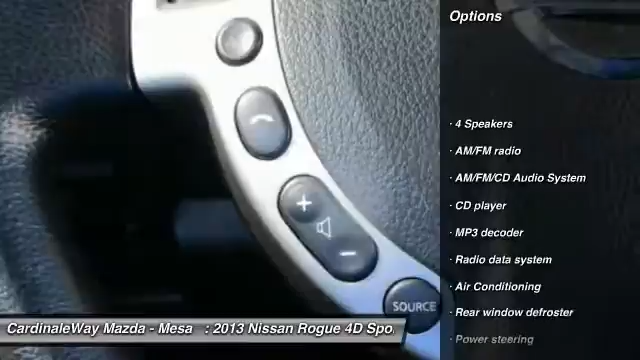 Options
· 4 Speakers
· AM/FM radio
· AM/FM/CD Audio System
· CD player
· MP3 decoder
· Radio data system
· Air Conditioning
· Rear window defroster
· Power steering
+
-
SOURCE
CardinaleWay Mazda - Mesa : 2013 Nissan Rogue 4D Spo